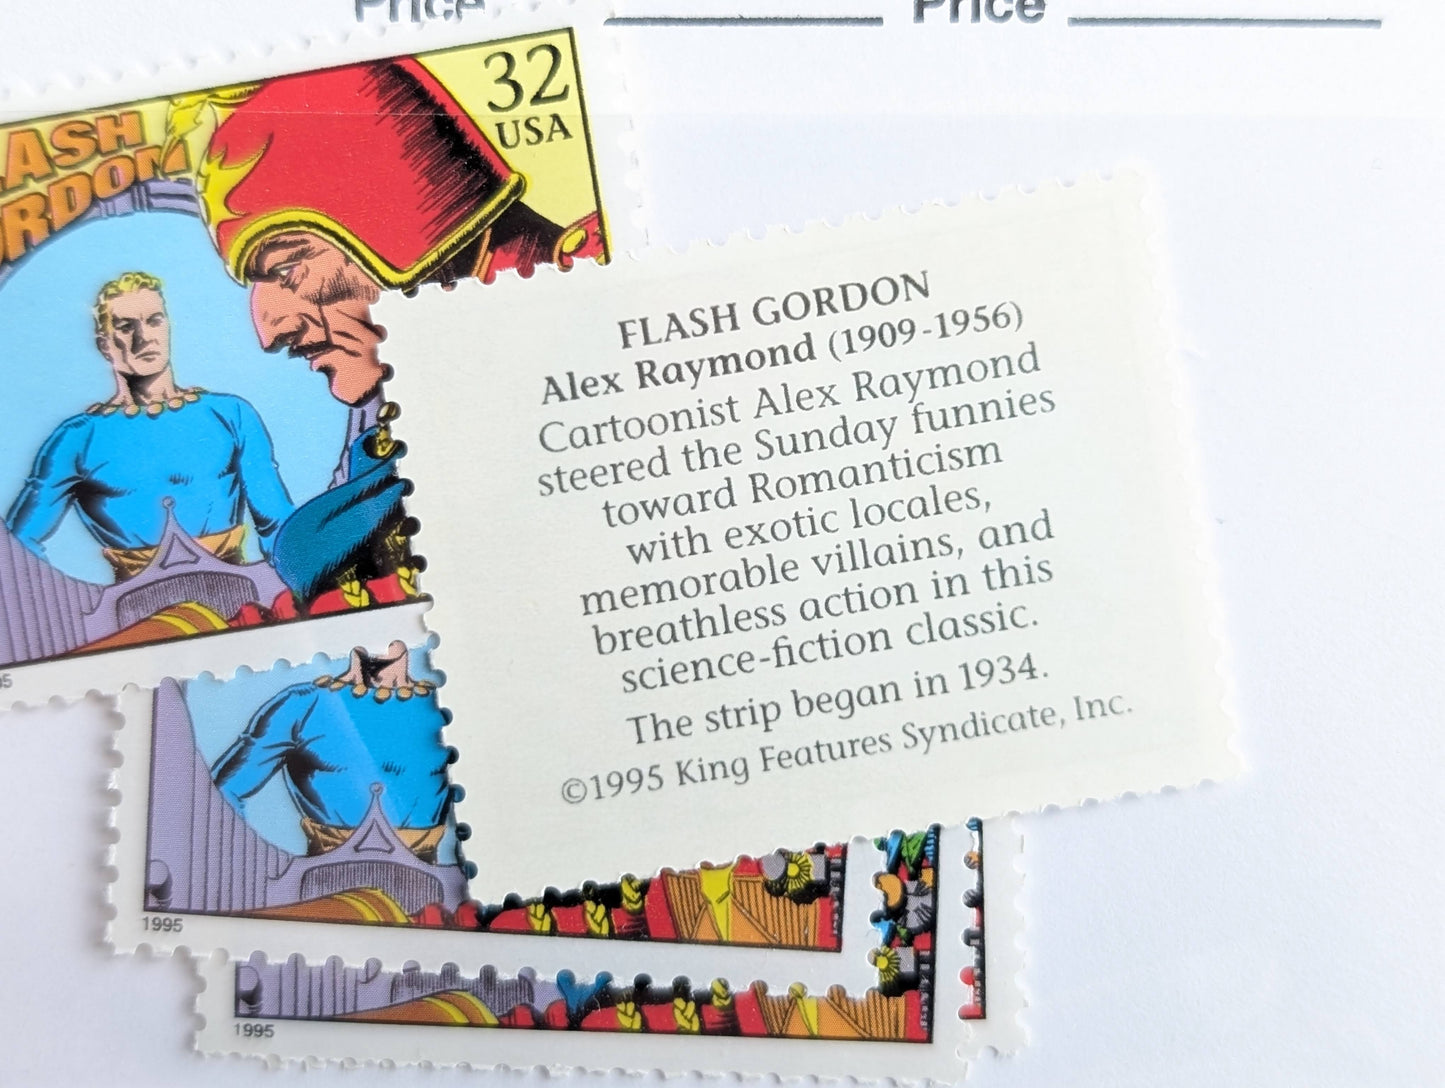 Price Price
32
USA
LASH
ORDON
FLASH GORDON
Alex Raymond (1909-1956)
Cartoonist Alex Raymond
steered the Sunday funnies
toward Romanticism
with exotic locales,
memorable villains, and
breathless action in this
science-fiction classic.
The strip began in 1934.
©1995 King Features Syndicate, Inc.
1995
1995